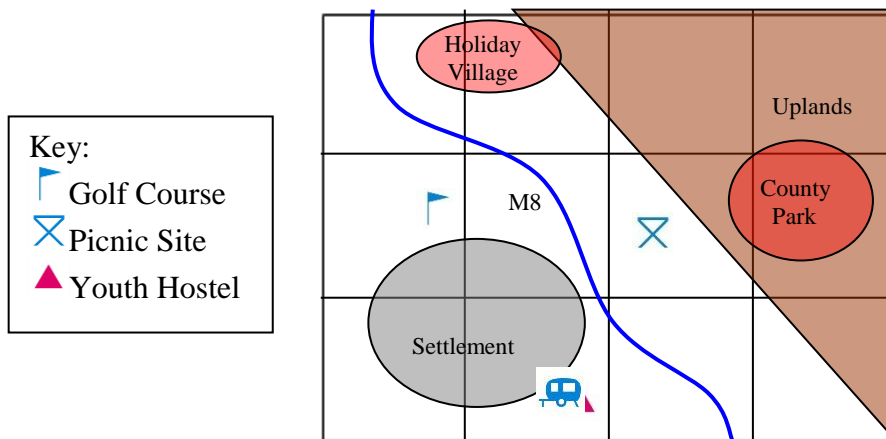 Key:
Golf Course
Picnic Site
Youth Hostel
Holiday
Village
Uplands
County
Park
M8
Settlement